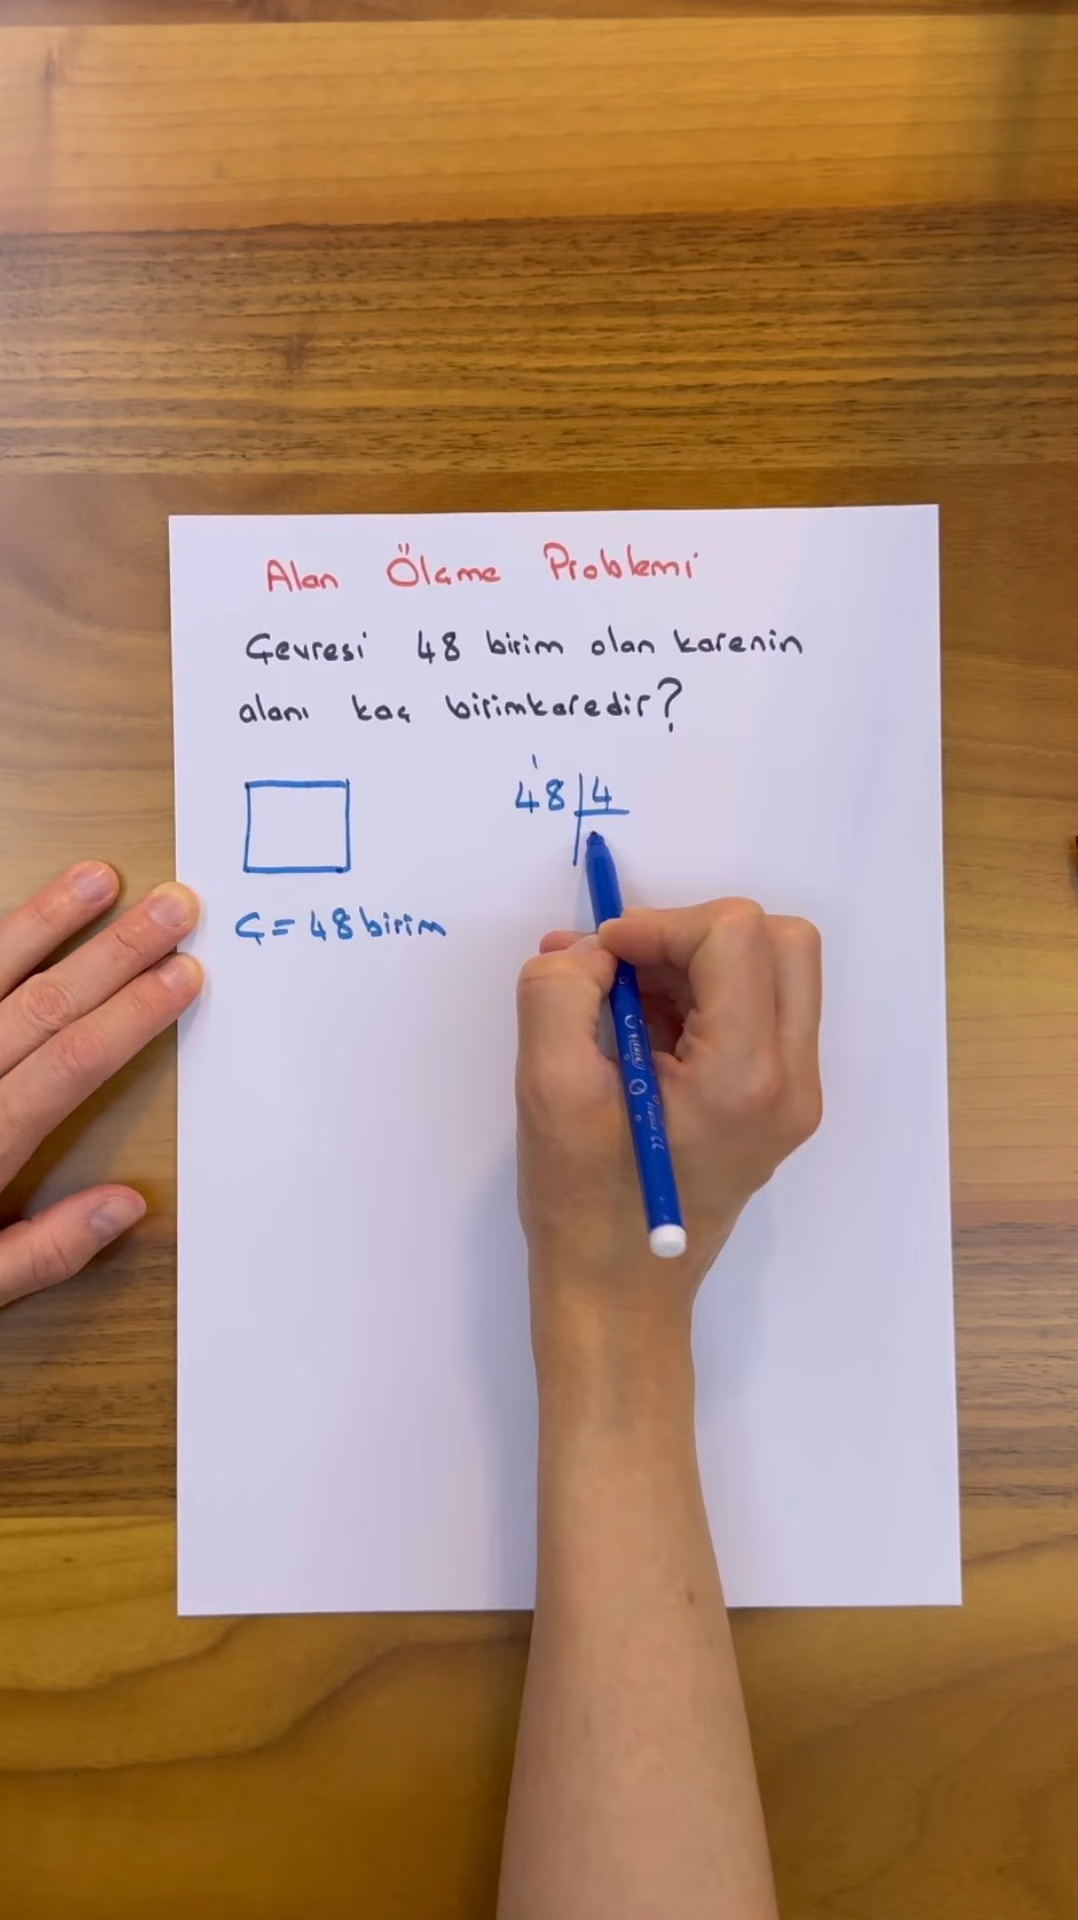 Alan Ölçme Problemi
Çevresi 48 birim olan karenin
alanı kaç birimkaredir?
48 4
Ç = 48 birim